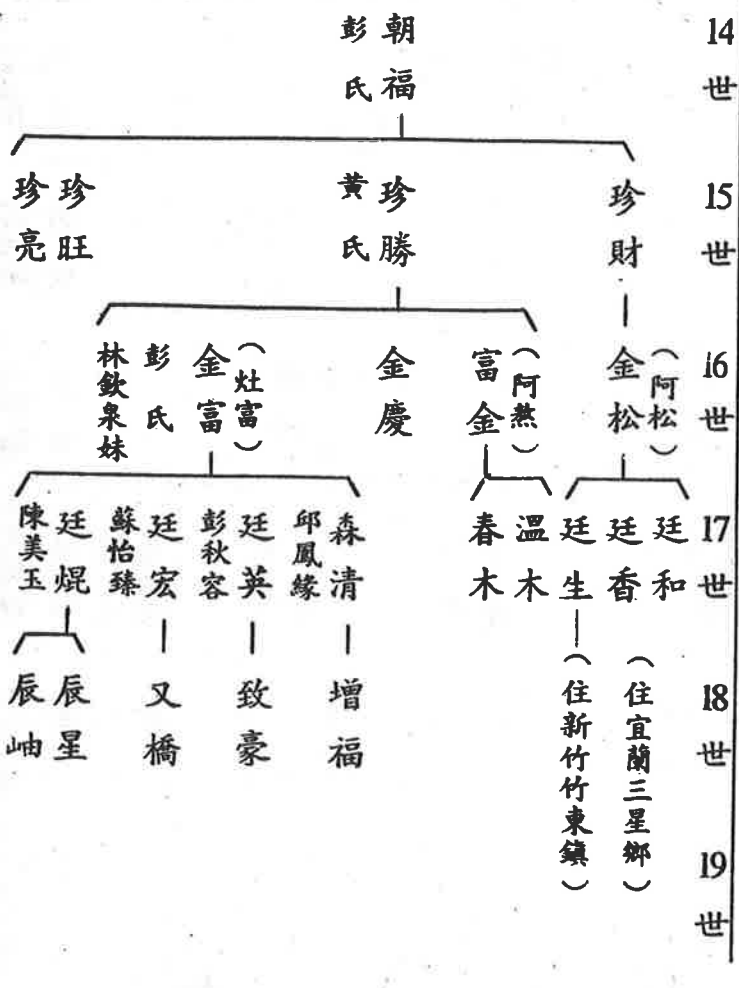 14世
朝福
彭氏
15世
珍財
珍勝
黃氏
珍旺
珍亮
16世
(阿松)
金松
(阿熬)
富金
金慶
(灶富)
金富
彭氏
林欽泉妹
17世
廷和
廷香
廷生
溫木
春木
森清
邱鳳緣
廷英
彭秋容
廷宏
蘇怡臻
廷焜
陳美玉
18世
(住宜蘭三星鄉)
(住新竹竹東鎮)
增福
致豪
又橋
辰星
辰岫
19世